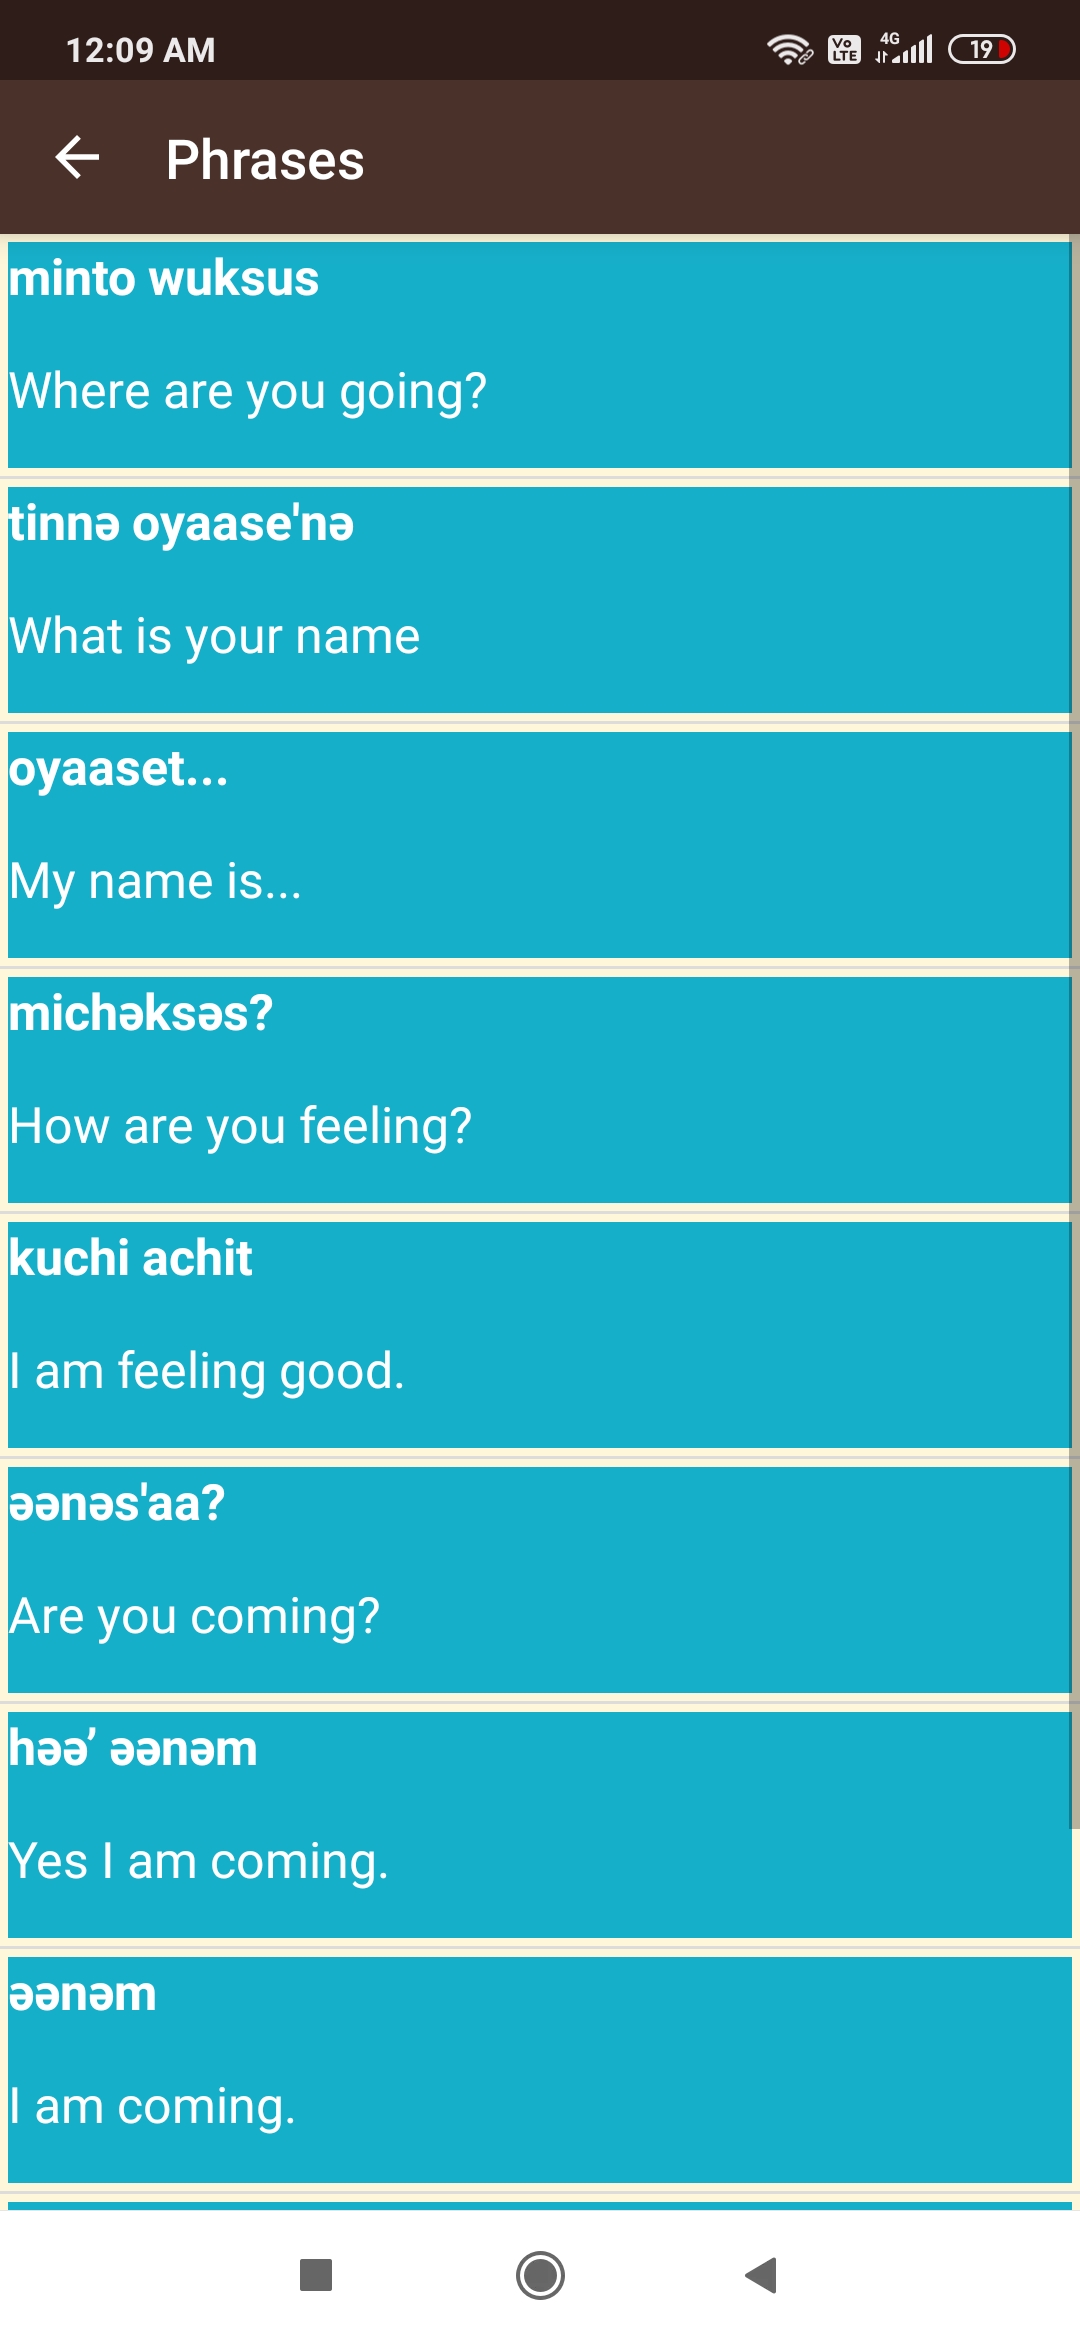 12:09 AM
Vo LTE 4G 19
Phrases
minto wuksus
Where are you going?
tinnə oyaase'nə
What is your name
oyaaset...
My name is...
michəksəs?
How are you feeling?
kuchi achit
I am feeling good.
əənəs'aa?
Are you coming?
həə’ əənəm
Yes I am coming.
əənəm
I am coming.